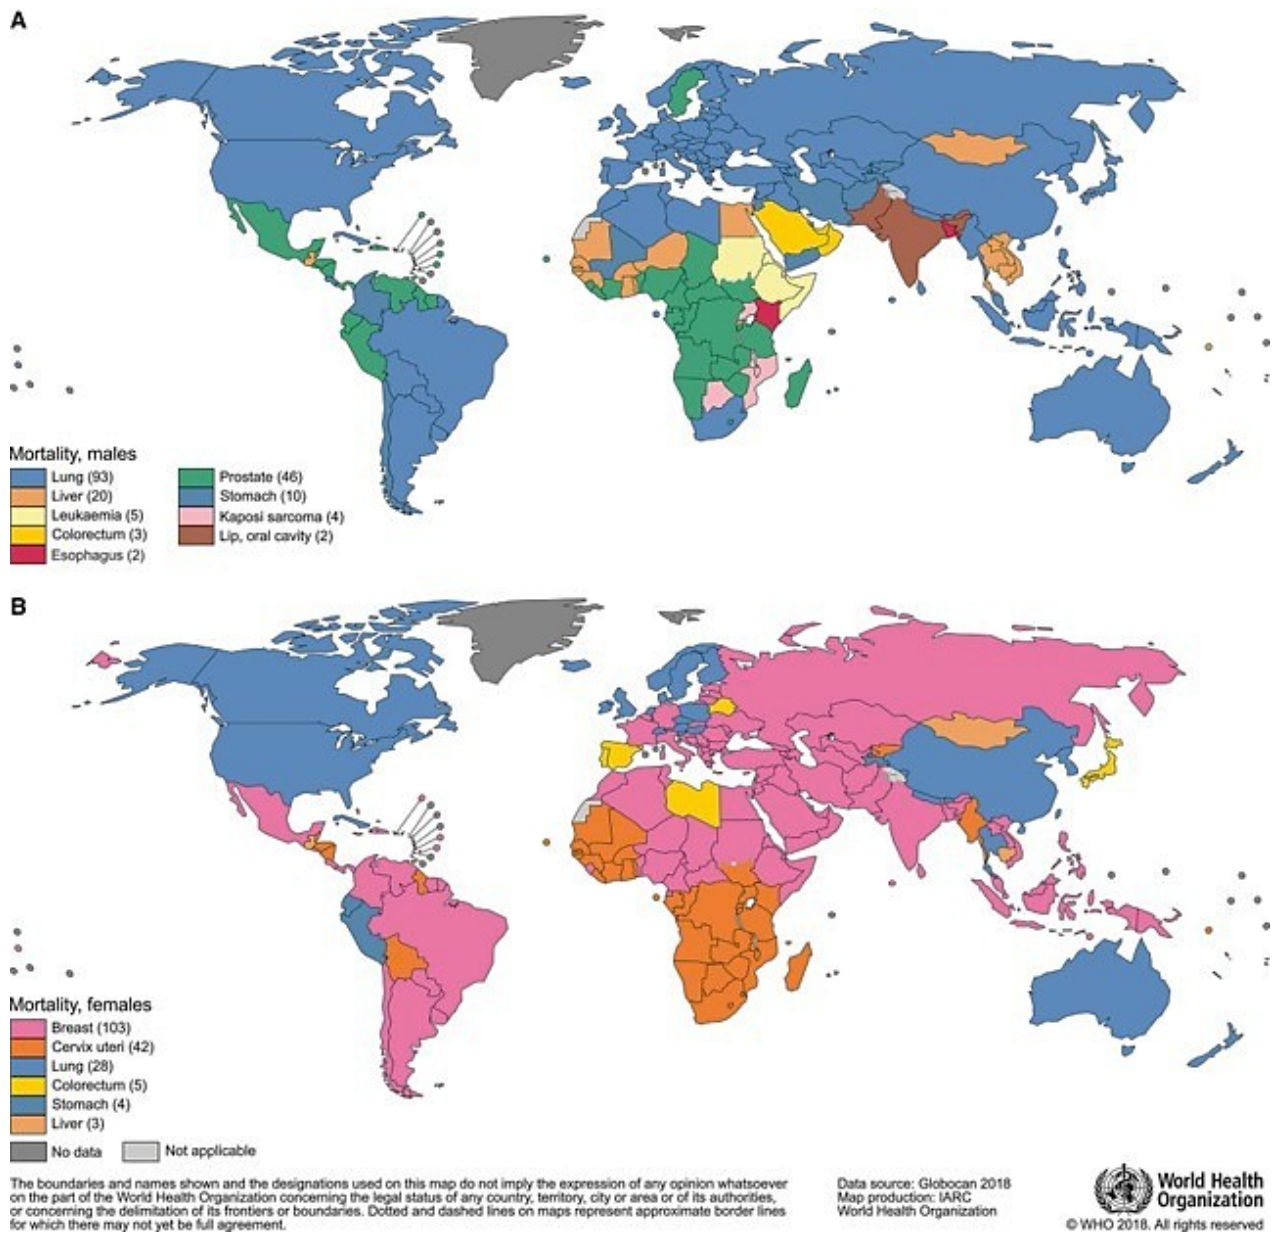 A
Mortality, males
Lung (93)
Liver (20)
Leukaemia (5)
Colorectum (3)
Esophagus (2)
Prostate (46)
Stomach (10)
Kaposi sarcoma (4)
Lip, oral cavity (2)
B
Mortality, females
Breast (103)
Cervix uteri (42)
Lung (28)
Colorectum (5)
Stomach (4)
Liver (3)
No data
Not applicable
The boundaries and names shown and the designations used on this map do not imply the expression of any opinion whatsoever
on the part of the World Health Organization concerning the legal status of any country, territory, city or area or of its authorities,
or concerning the delimitation of its frontiers or boundaries. Dotted and dashed lines on maps represent approximate border lines
for which there may not yet be full agreement.
Data source: Globocan 2018
Map production: IARC
World Health Organization
World Health
Organization
© WHO 2018. All rights reserved